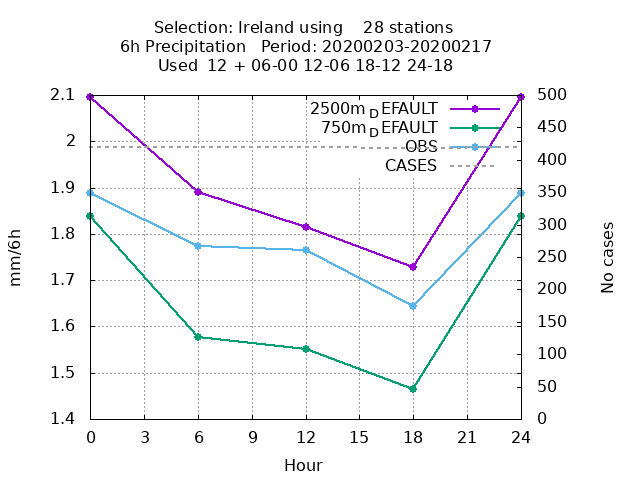 Selection: Ireland using 28 stations
6h Precipitation Period: 20200203-20200217
Used 12 + 06-00 12-06 18-12 24-18
2.1
2
1.9
1.8
1.7
1.6
1.5
1.4
mm/6h
2500m_DEFAULT
750m_DEFAULT
OBS
CASES
500
450
400
350
300
250
200
150
100
50
0
No cases
0 3 6 9 12 15 18 21 24
Hour